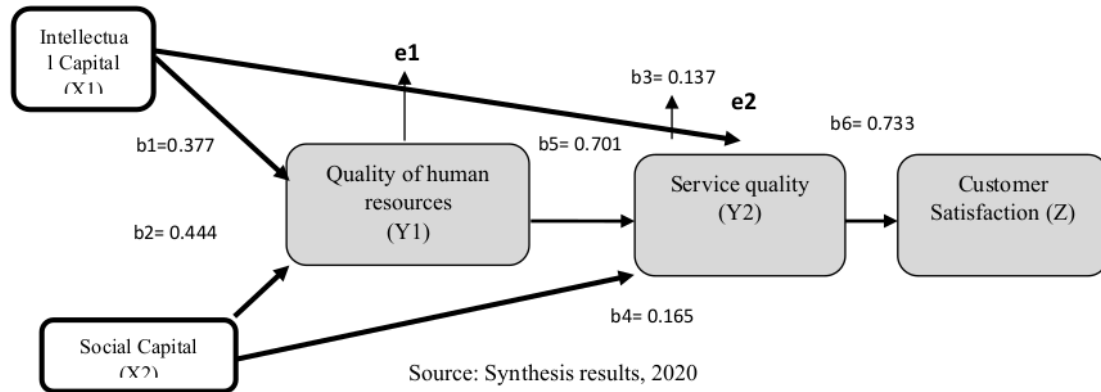 Intellectua
l Capital
(X1)
e1
b3= 0.137
e2
b1=0.377
b5= 0.701
b6= 0.733
Quality of human
resources
(Y1)
Service quality
(Y2)
Customer
Satisfaction (Z)
b2= 0.444
b4= 0.165
Social Capital
(X2)
Source: Synthesis results, 2020